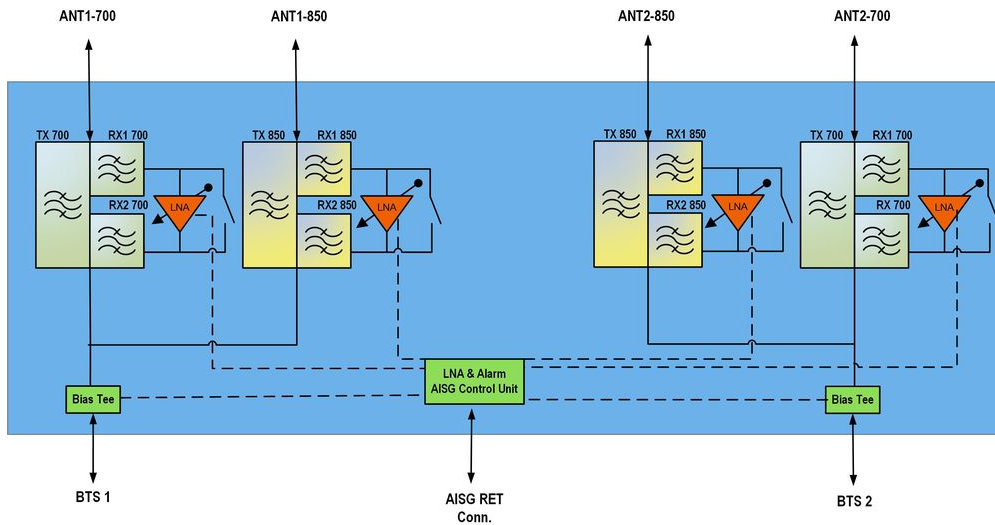 ANT1-700
ANT1-850
ANT2-850
ANT2-700
TX 700
RX1 700
TX 850
RX1 850
TX 850
RX1 850
TX 700
RX1 700
RX2 700
LNA
RX2 850
LNA
RX2 850
LNA
RX 700
LNA
LNA & Alarm
AISG Control Unit
Bias Tee
Bias Tee
BTS 1
AISG RET
Conn.
BTS 2